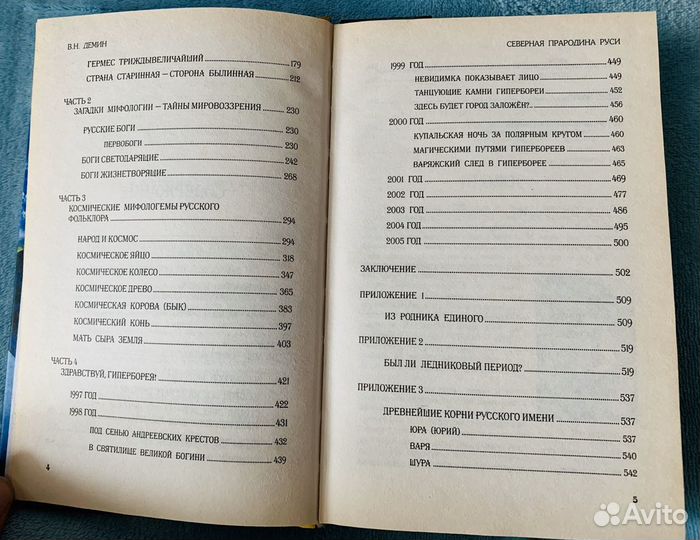 В.Н. ДЕМИН
ГЕРМЕС ТРИЖДЫВЕЛИЧАЙШИЙ 179
СТРАНА СТАРИННАЯ – СТОРОНА БЫЛИННАЯ 212
ЧАСТЬ 2
ЗАГАДКИ МИФОЛОГИИ – ТАЙНЫ МИРОВОЗЗРЕНИЯ 230
РУССКИЕ БОГИ 230
ПЕРВОБОГИ 230
БОГИ СВЕТОДАРЯЩИЕ 242
БОГИ ЖИЗНЕТВОРЯЩИЕ 268
ЧАСТЬ 3
КОСМИЧЕСКИЕ МИФОЛОГЕМЫ РУССКОГО
ФОЛЬКЛОРА 294
НАРОД И КОСМОС 294
КОСМИЧЕСКОЕ ЯЙЦО 318
КОСМИЧЕСКОЕ КОЛЕСО 347
КОСМИЧЕСКОЕ ДРЕВО 365
КОСМИЧЕСКАЯ КОРОВА (БЫК) 383
КОСМИЧЕСКИЙ КОНЬ 397
МАТЬ СЫРА ЗЕМЛЯ 403
ЧАСТЬ 4
ЗДРАВСТВУЙ, ГИПЕРБОРЕЯ! 421
1997 ГОД 422
1998 ГОД 431
ПОД СЕНЬЮ АНДРЕЕВСКИХ КРЕСТОВ 432
В СВЯТИЛИЩЕ ВЕЛИКОЙ БОГИНИ 439
4
СЕВЕРНАЯ ПРАРОДИНА РУСИ
1999 ГОД 449
НЕВИДИМКА ПОКАЗЫВАЕТ ЛИЦО 449
ТАНЦУЮЩИЕ КАМНИ ГИПЕРБОРЕИ 452
ЗДЕСЬ БУДЕТ ГОРОД ЗАЛОЖЁН?.. 456
2000 ГОД 460
КУПАЛЬСКАЯ НОЧЬ ЗА ПОЛЯРНЫМ КРУГОМ 460
МАГИЧЕСКИМИ ПУТЯМИ ГИПЕРБОРЕЕВ 463
ВАРЯЖСКИЙ СЛЕД В ГИПЕРБОРЕЕ 465
2001 ГОД 469
2002 ГОД 477
2003 ГОД 486
2004 ГОД 495
2005 ГОД 500
ЗАКЛЮЧЕНИЕ 502
ПРИЛОЖЕНИЕ 1 509
ИЗ РОДНИКА ЕДИНОГО 509
ПРИЛОЖЕНИЕ 2 519
БЫЛ ЛИ ЛЕДНИКОВЫЙ ПЕРИОД? 519
ПРИЛОЖЕНИЕ 3 537
ДРЕВНЕЙШИЕ КОРНИ РУССКОГО ИМЕНИ 537
ЮРА (ЮРИЙ) 537
ВАРЯ 540
ШУРА 542
5
Avito